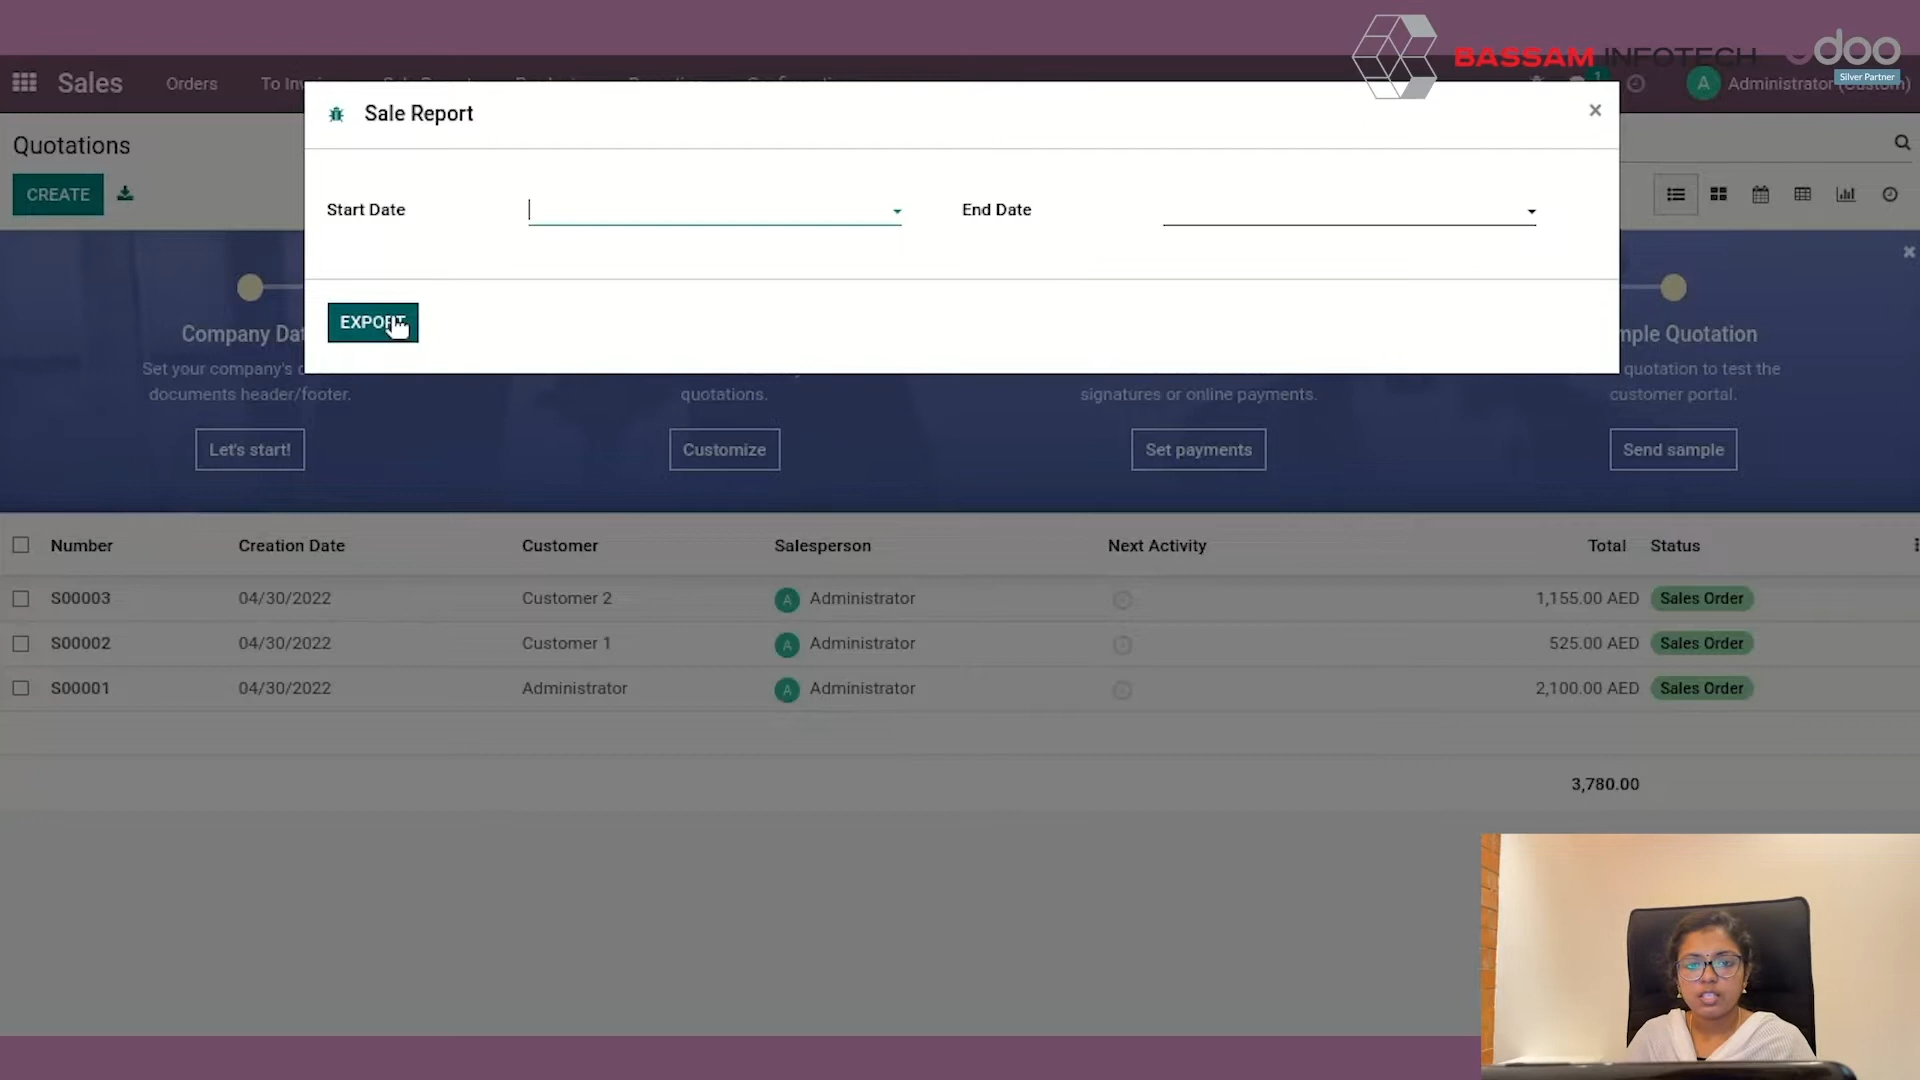 BASSAM INFOTECH
odoo
Silver Partner
Sales
Orders
1
A
Administrator (Custom)
Sale Report
×
Quotations
CREATE
Start Date
End Date
EXPORT
Set your company's
documents header/footer.
quotations.
signatures or online payments.
Quotation
quotation to test the
customer portal.
Let's start!
Customize
Set payments
Send sample
Number
Creation Date
Customer
Salesperson
Next Activity
Total
Status
S00003
04/30/2022
Customer 2
A
Administrator
1,155.00 AED
Sales Order
S00002
04/30/2022
Customer 1
A
Administrator
525.00 AED
Sales Order
S00001
04/30/2022
Administrator
A
Administrator
2,100.00 AED
Sales Order
3,780.00